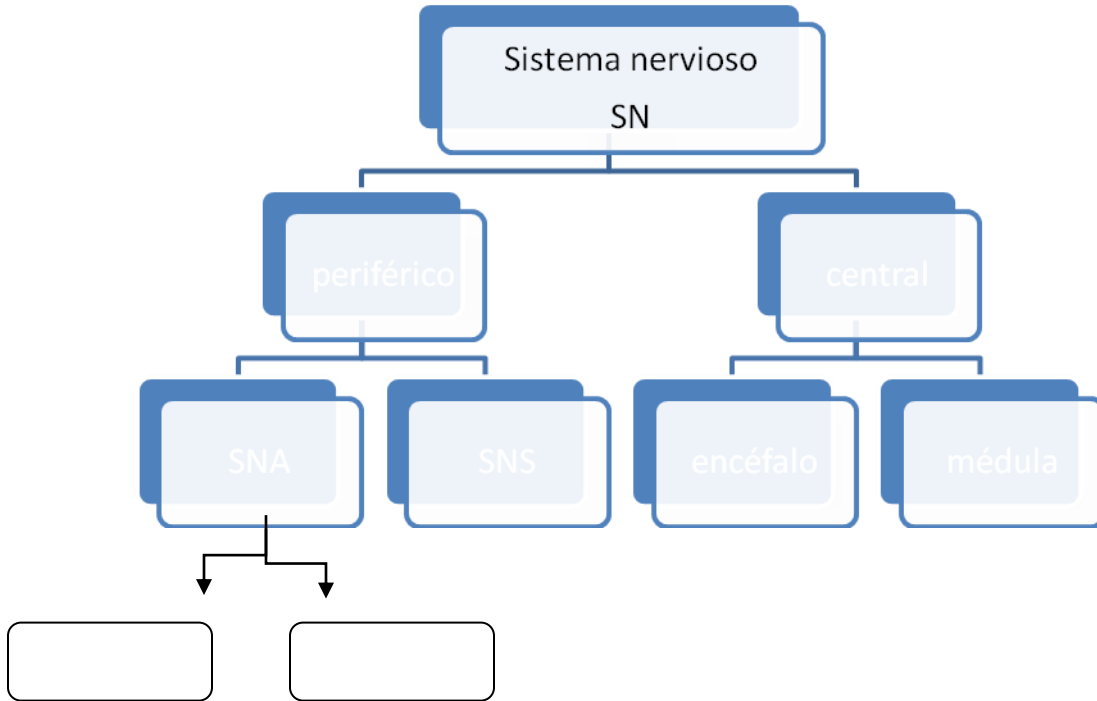 Sistema nervioso
SN
periférico
central
SNA
SNS
encéfalo
médula